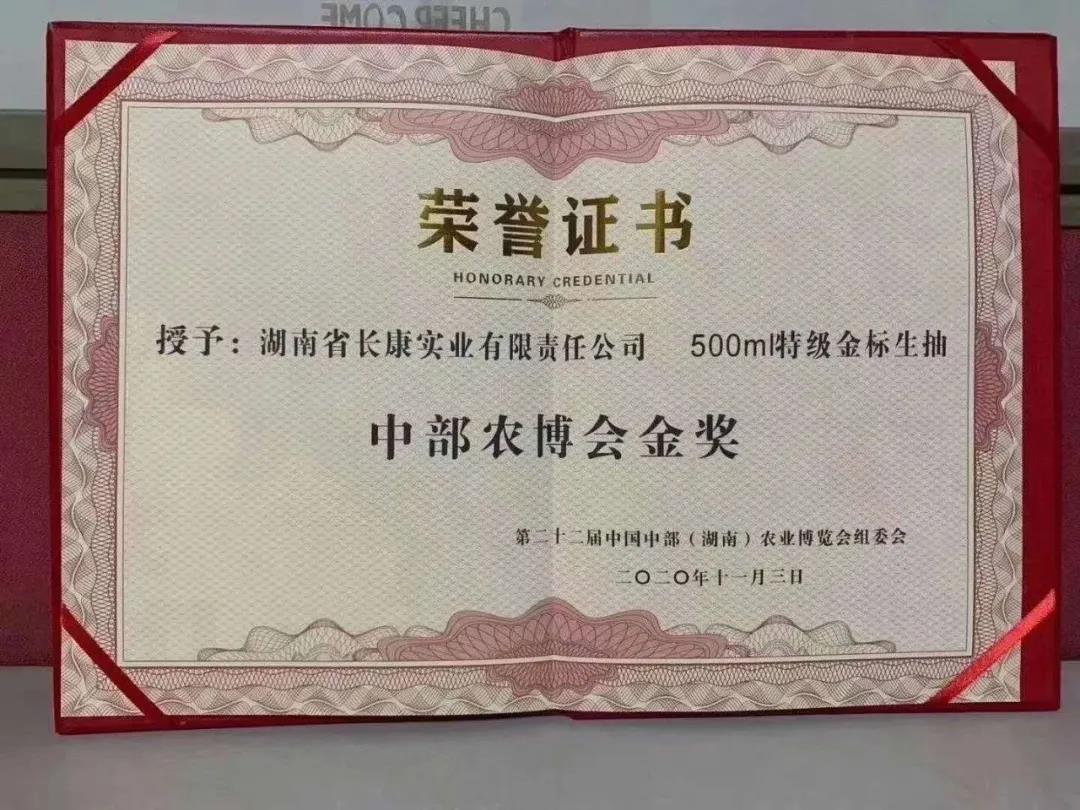 CHEER COME
荣誉证书
HONORARY CREDENTIAL
授予：湖南省长康实业有限责任公司 500ml特级金标生抽
中部农博会金奖
第二十二届中国中部（湖南）农业博览会组委会
二〇二〇年十一月三日